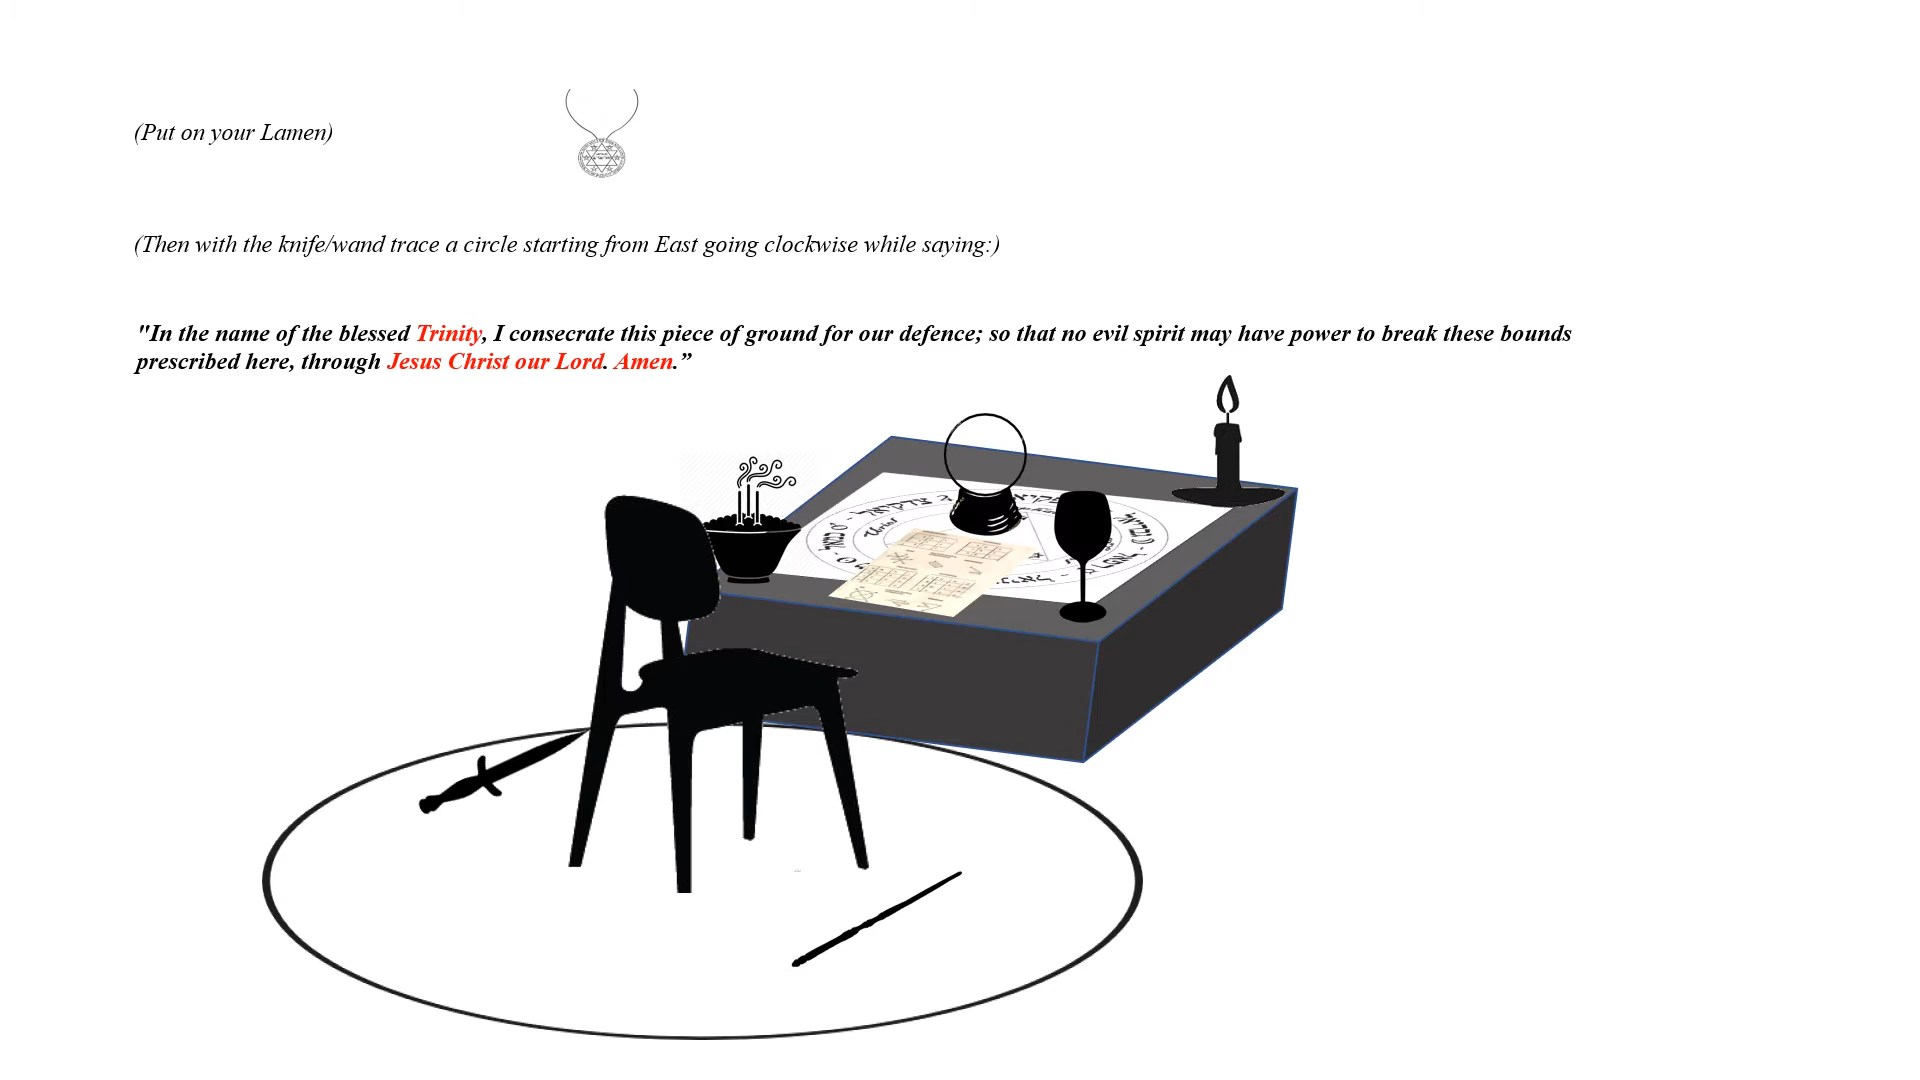 (Put on your Lamen)
(Then with the knife/wand trace a circle starting from East going clockwise while saying:)
"In the name of the blessed Trinity, I consecrate this piece of ground for our defence; so that no evil spirit may have power to break these bounds
prescribed here, through Jesus Christ our Lord. Amen.”